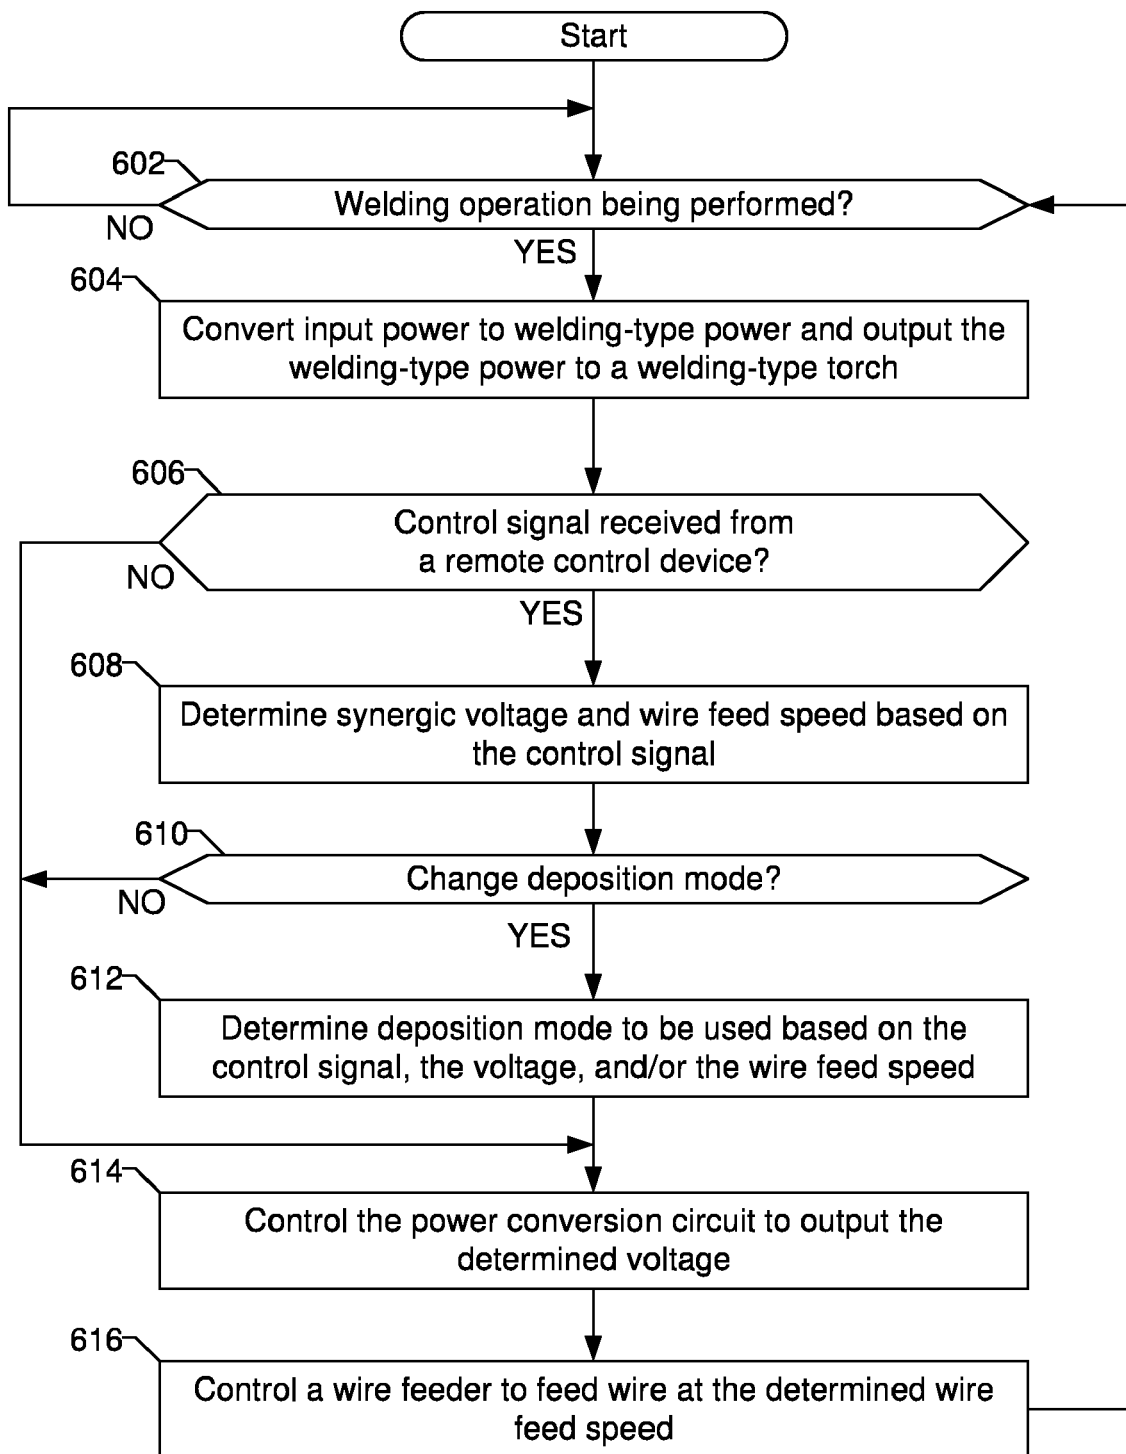 Start
602
Welding operation being performed?
NO
YES
604
Convert input power to welding-type power and output the
welding-type power to a welding-type torch
606
Control signal received from
a remote control device?
NO
YES
608
Determine synergic voltage and wire feed speed based on
the control signal
610
Change deposition mode?
NO
YES
612
Determine deposition mode to be used based on the
control signal, the voltage, and/or the wire feed speed
614
Control the power conversion circuit to output the
determined voltage
616
Control a wire feeder to feed wire at the determined wire
feed speed